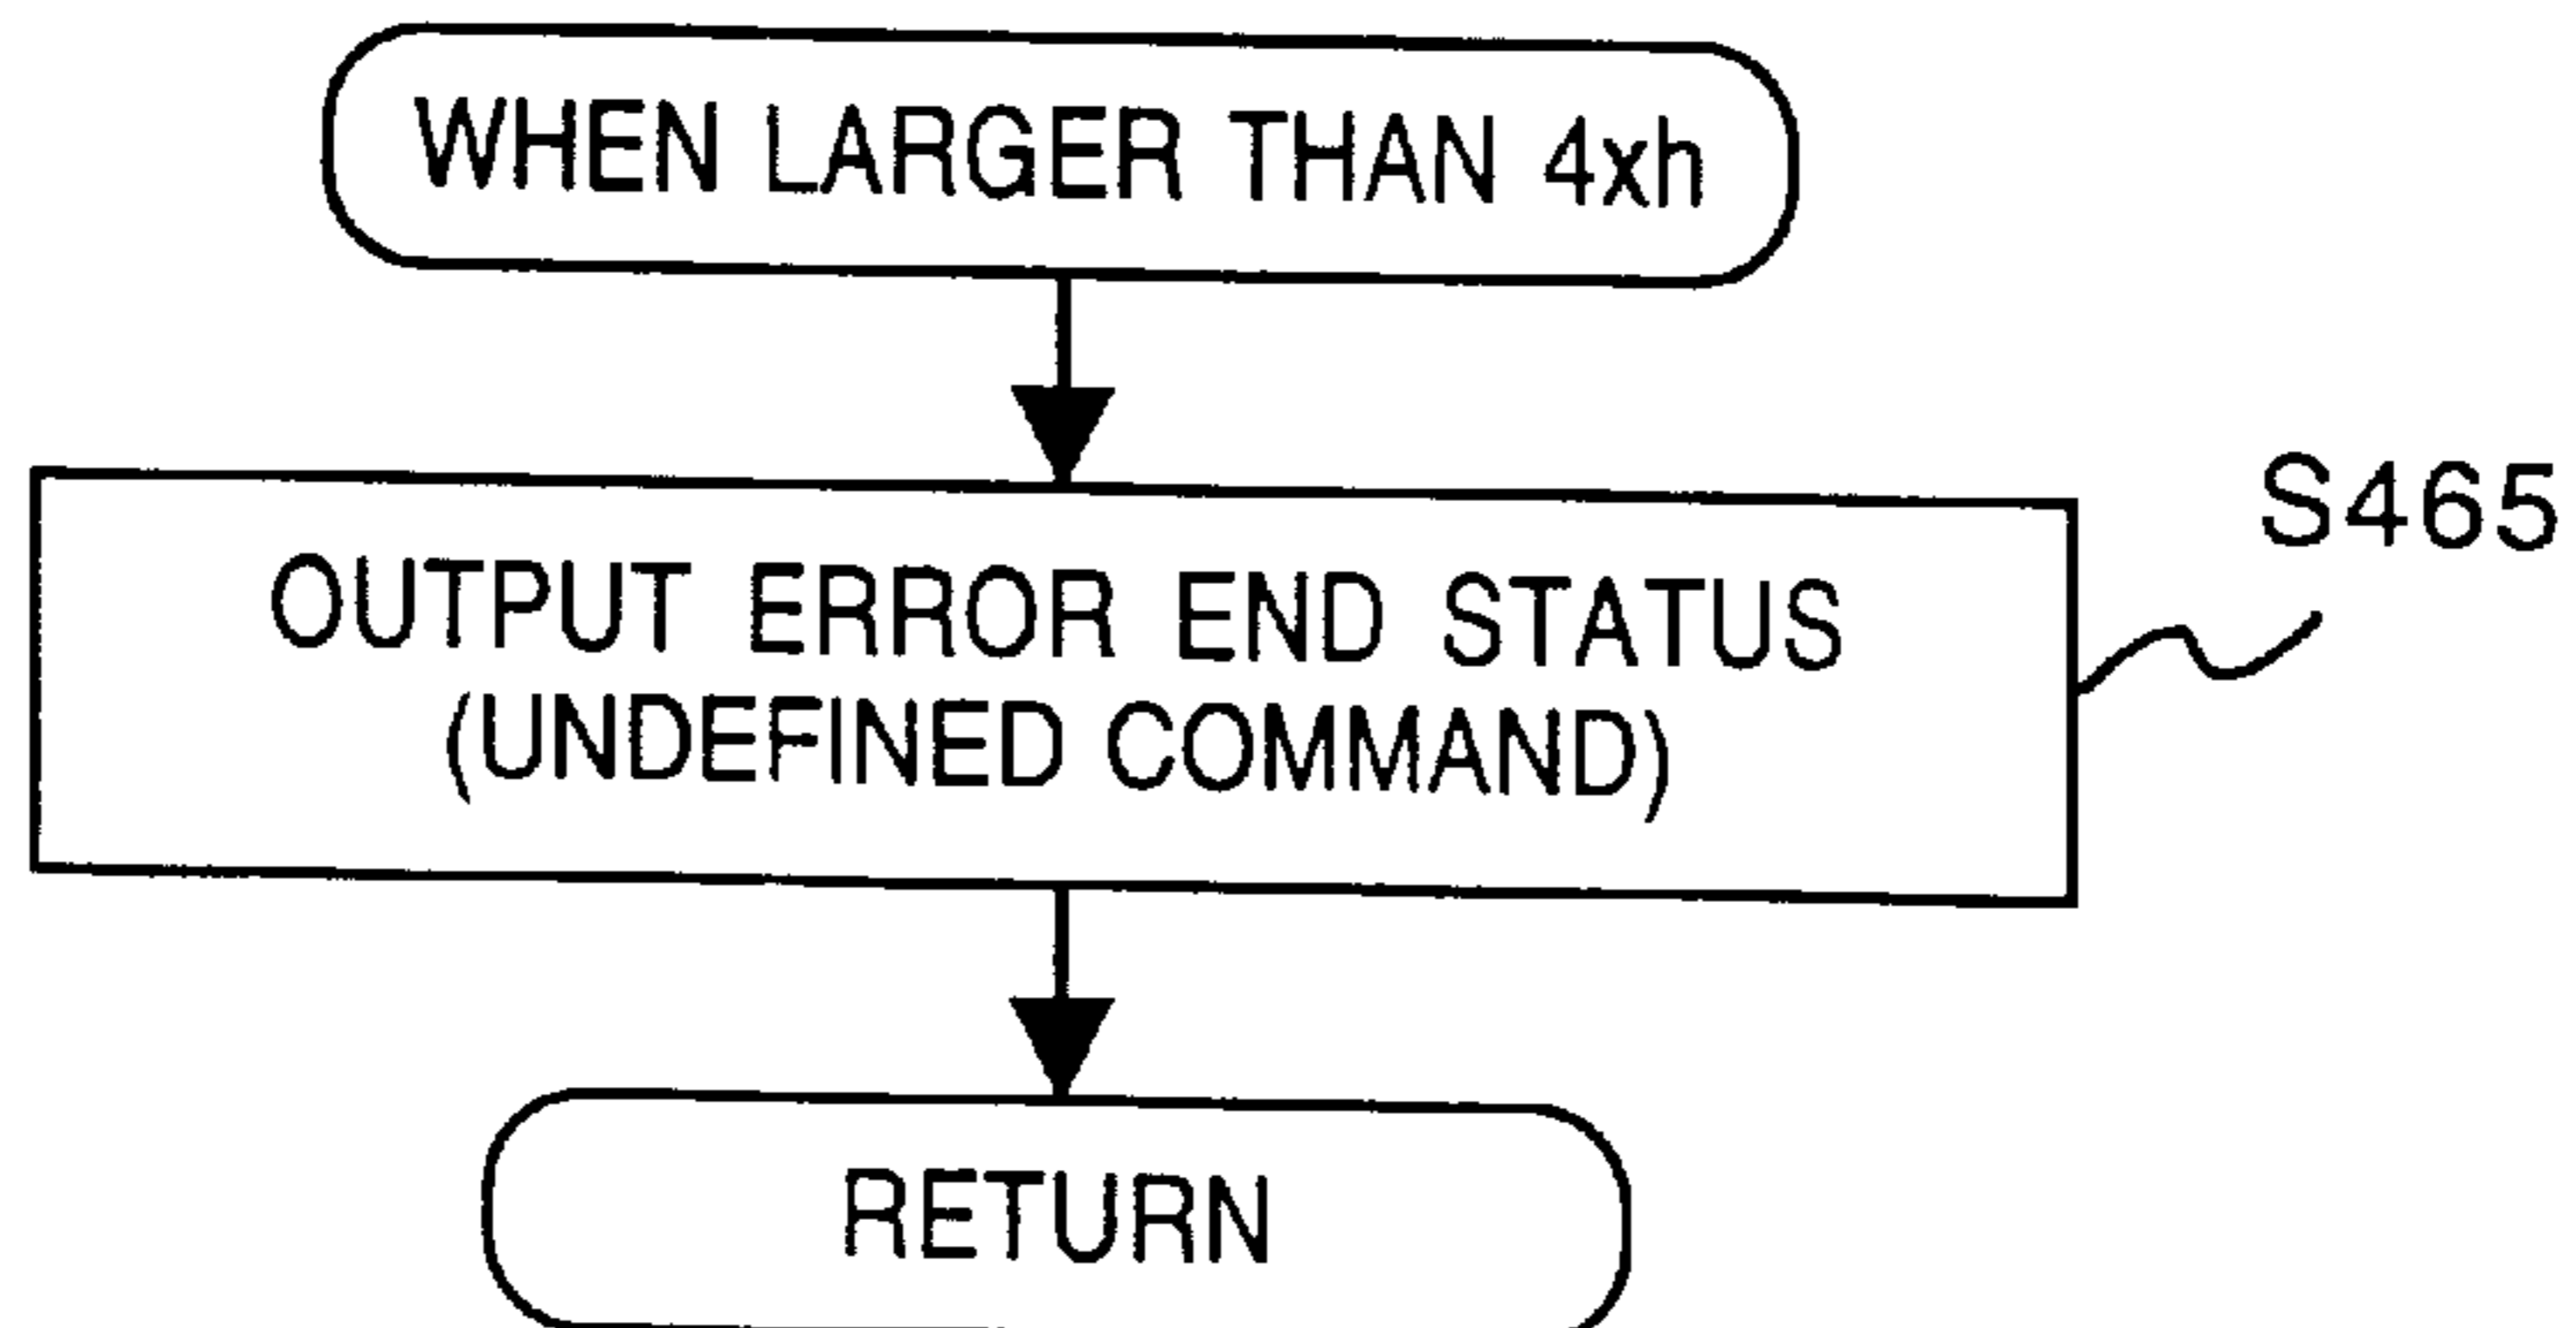 WHEN LARGER THAN 4xh
S465
OUTPUT ERROR END STATUS
(UNDEFINED COMMAND)
RETURN